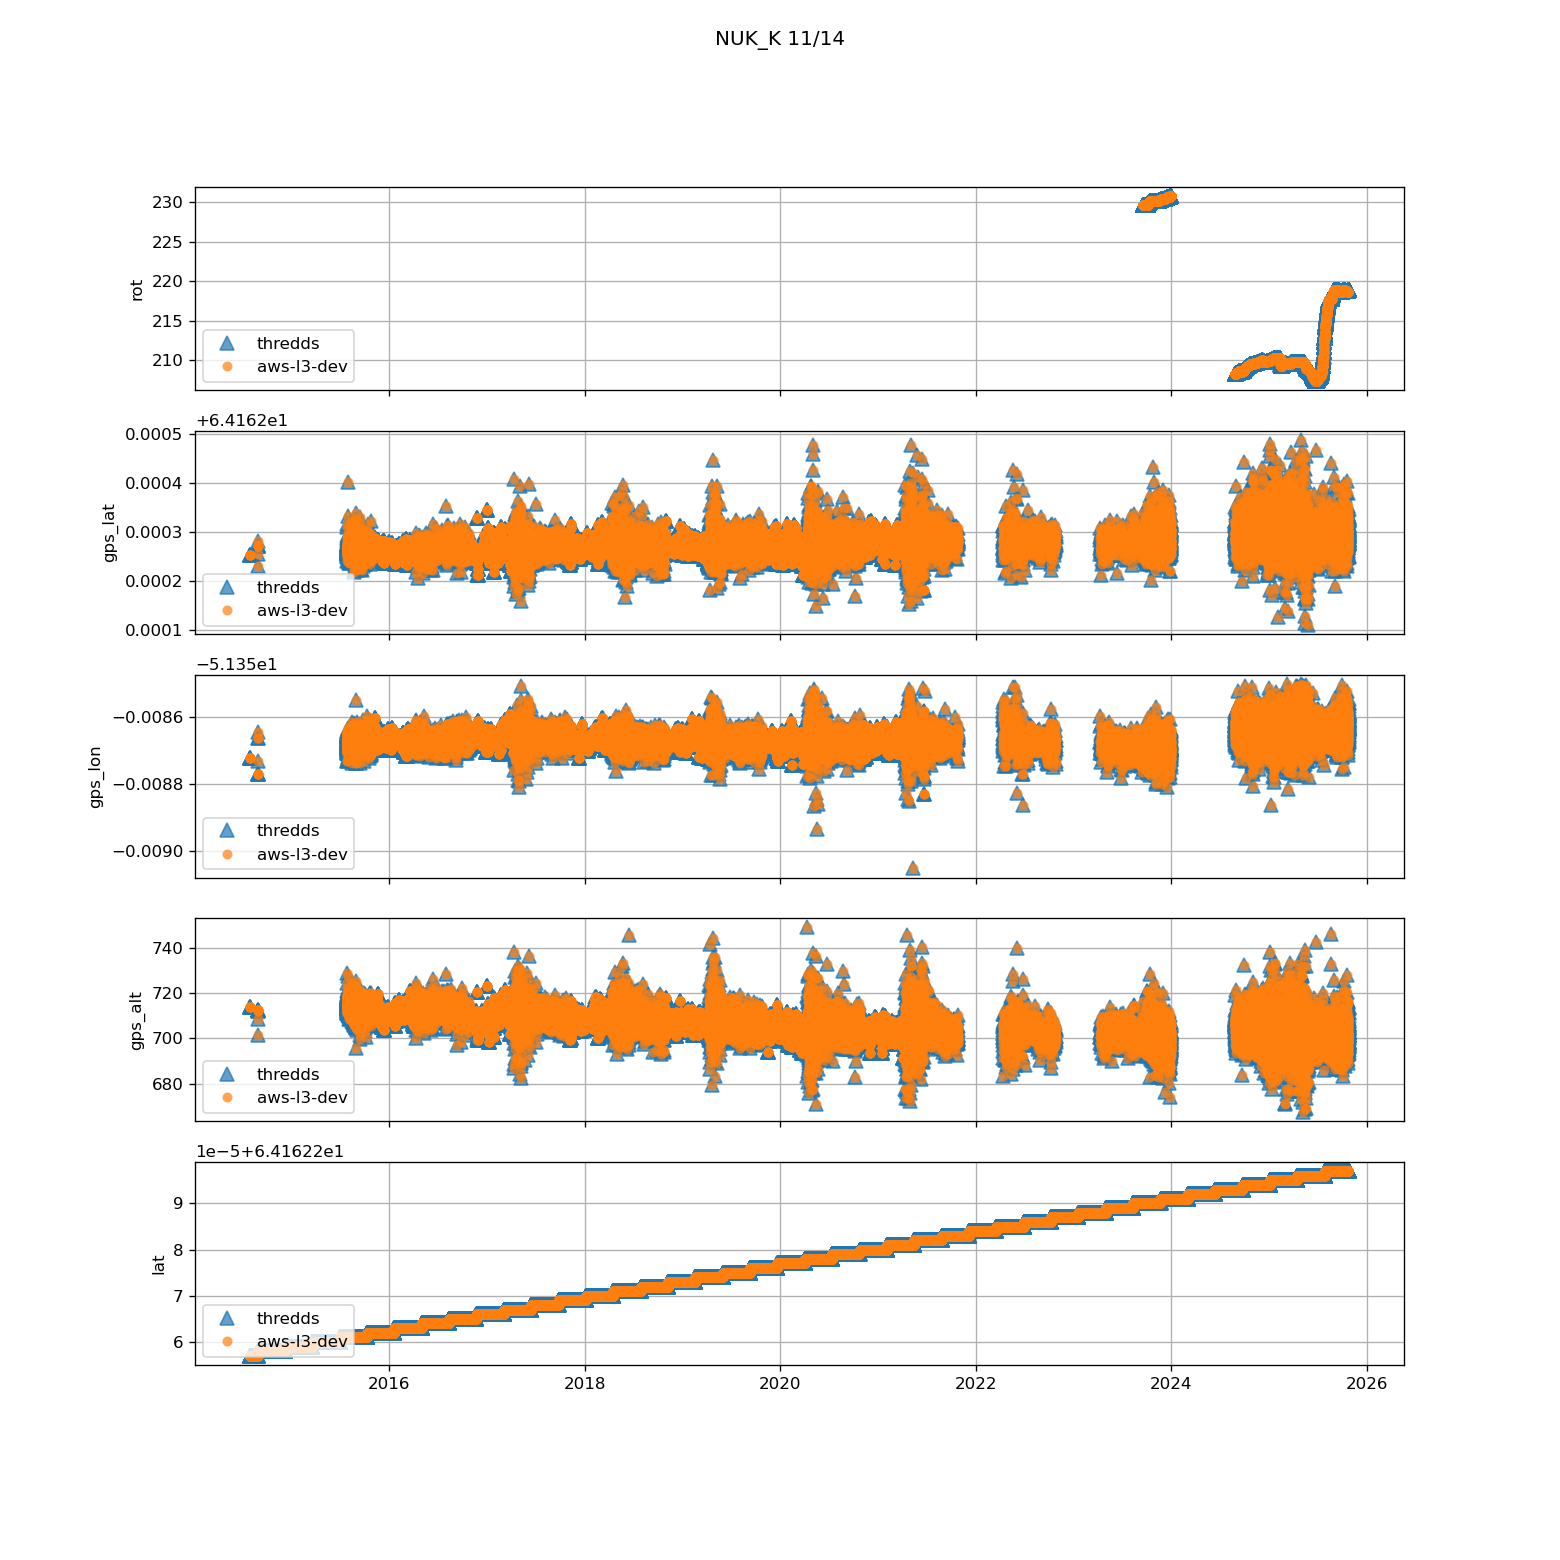 NUK_K 11/14
230
225
220
215
210
rot
thredds
aws-l3-dev
+6.4162e1
0.0005
0.0004
0.0003
0.0002
0.0001
gps_lat
thredds
aws-l3-dev
−5.135e1
−0.0086
−0.0088
−0.0090
gps_lon
thredds
aws-l3-dev
740
720
700
680
gps_alt
thredds
aws-l3-dev
1e−5+6.41622e1
9
8
7
6
lat
thredds
aws-l3-dev
2016 2018 2020 2022 2024 2026